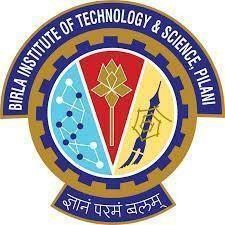 BIRLA INSTITUTE OF TECHNOLOGY & SCIENCE, PILANI
ज्ञानं परमं बलम्